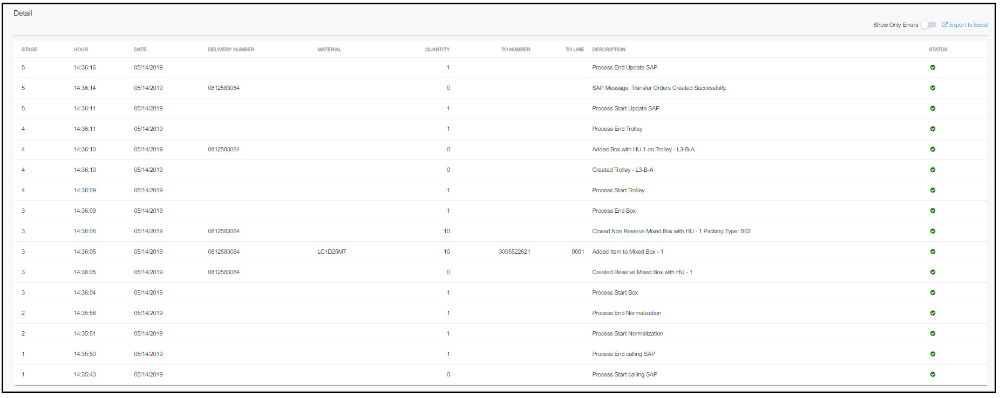 Detail
Show Only Errors Export to Excel
STAGE HOUR DATE DELIVERY NUMBER MATERIAL QUANTITY TO NUMBER TO LINE DESCRIPTION STATUS
5 14:36:16 05/14/2019 1 Process End Update SAP
5 14:36:14 05/14/2019 0812583064 0 SAP Message: Transfer Orders Created Successfully.
5 14:36:11 05/14/2019 1 Process Start Update SAP
4 14:36:11 05/14/2019 1 Process End Trolley
4 14:36:10 05/14/2019 0812583064 0 Added Box with HU 1 on Trolley - L3-B-A
4 14:36:10 05/14/2019 0 Created Trolley - L3-B-A
4 14:36:09 05/14/2019 1 Process Start Trolley
3 14:36:09 05/14/2019 1 Process End Box
3 14:36:06 05/14/2019 0812583064 10 Closed Non Reserve Mixed Box with HU - 1 Packing Type: S02
3 14:36:05 05/14/2019 0812583064 LC1D25M7 10 3005522621 0001 Added Item to Mixed Box - 1
3 14:36:05 05/14/2019 0812583064 0 Created Reserve Mixed Box with HU - 1
3 14:36:04 05/14/2019 1 Process Start Box
2 14:35:56 05/14/2019 1 Process End Normalization
2 14:35:51 05/14/2019 1 Process Start Normalization
1 14:35:50 05/14/2019 1 Process End calling SAP
1 14:35:43 05/14/2019 0 Process Start calling SAP